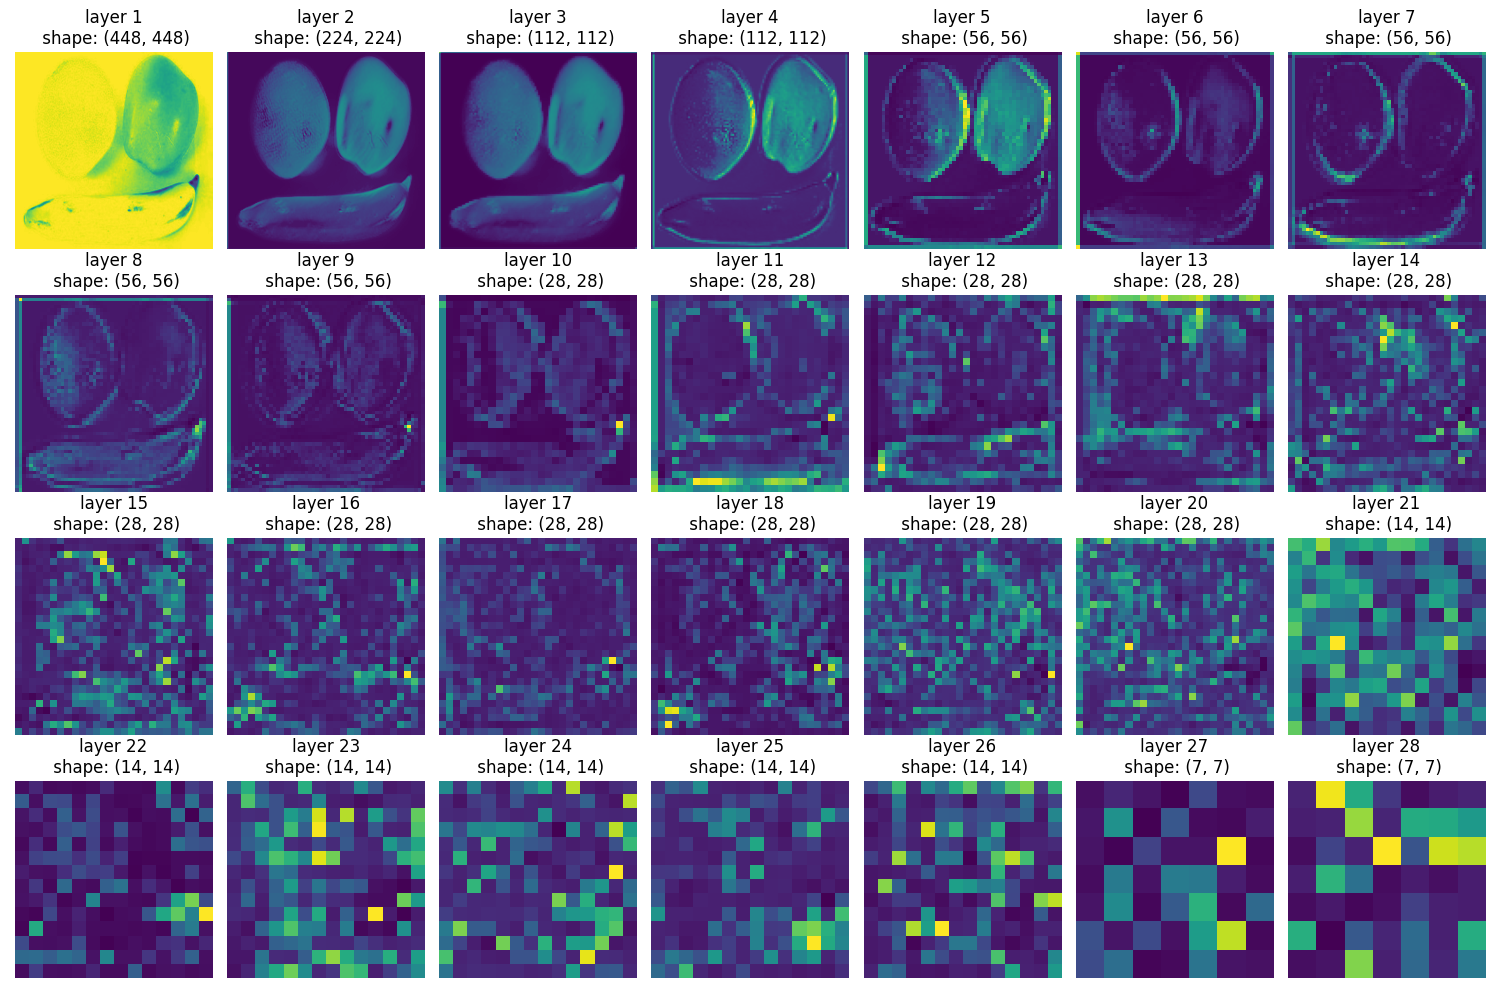 layer 1
shape: (448, 448)
layer 2
shape: (224, 224)
layer 3
shape: (112, 112)
layer 4
shape: (112, 112)
layer 5
shape: (56, 56)
layer 6
shape: (56, 56)
layer 7
shape: (56, 56)
layer 8
shape: (56, 56)
layer 9
shape: (56, 56)
layer 10
shape: (28, 28)
layer 11
shape: (28, 28)
layer 12
shape: (28, 28)
layer 13
shape: (28, 28)
layer 14
shape: (28, 28)
layer 15
shape: (28, 28)
layer 16
shape: (28, 28)
layer 17
shape: (28, 28)
layer 18
shape: (28, 28)
layer 19
shape: (28, 28)
layer 20
shape: (28, 28)
layer 21
shape: (14, 14)
layer 22
shape: (14, 14)
layer 23
shape: (14, 14)
layer 24
shape: (14, 14)
layer 25
shape: (14, 14)
layer 26
shape: (14, 14)
layer 27
shape: (7, 7)
layer 28
shape: (7, 7)